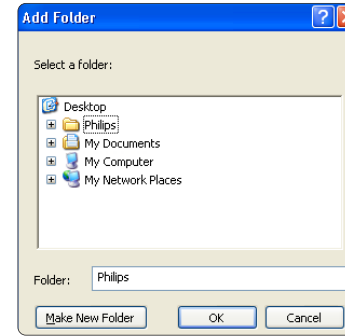 Add Folder
Select a folder:
Desktop
Philips
My Documents
My Computer
My Network Places
Folder: Philips
Make New Folder OK Cancel